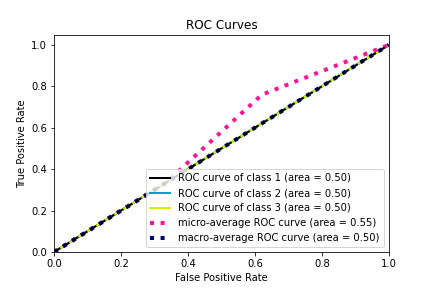 ROC Curves
True Positive Rate
1.0
0.8
0.6
0.4
0.2
0.0
ROC curve of class 1 (area = 0.50)
ROC curve of class 2 (area = 0.50)
ROC curve of class 3 (area = 0.50)
micro-average ROC curve (area = 0.55)
macro-average ROC curve (area = 0.50)
0.0 0.2 0.4 0.6 0.8 1.0
False Positive Rate